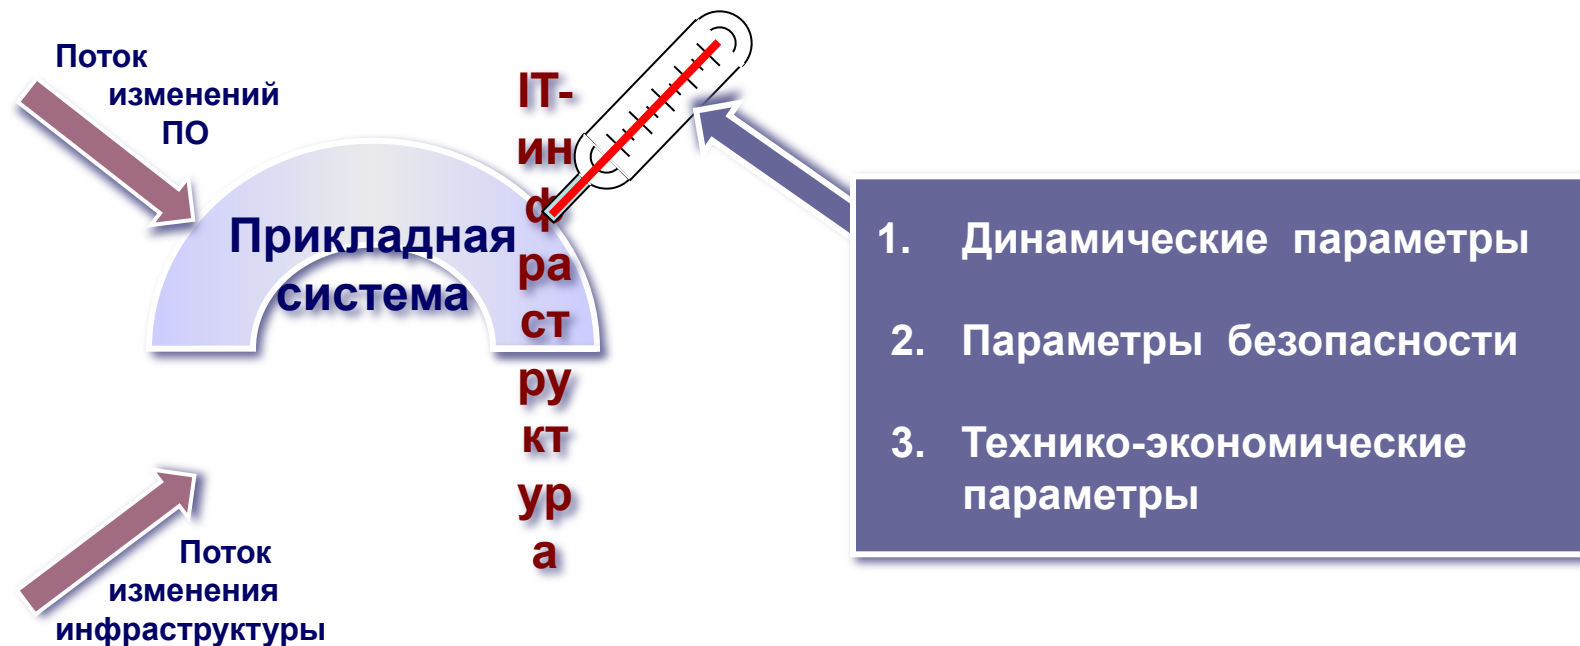 Поток
изменений
ПО
Прикладная
система
IT-
ин
ф
ра
ст
ру
кт
ур
а
1. Динамические параметры
2. Параметры безопасности
3. Технико-экономические
параметры
Поток
изменения
инфраструктуры